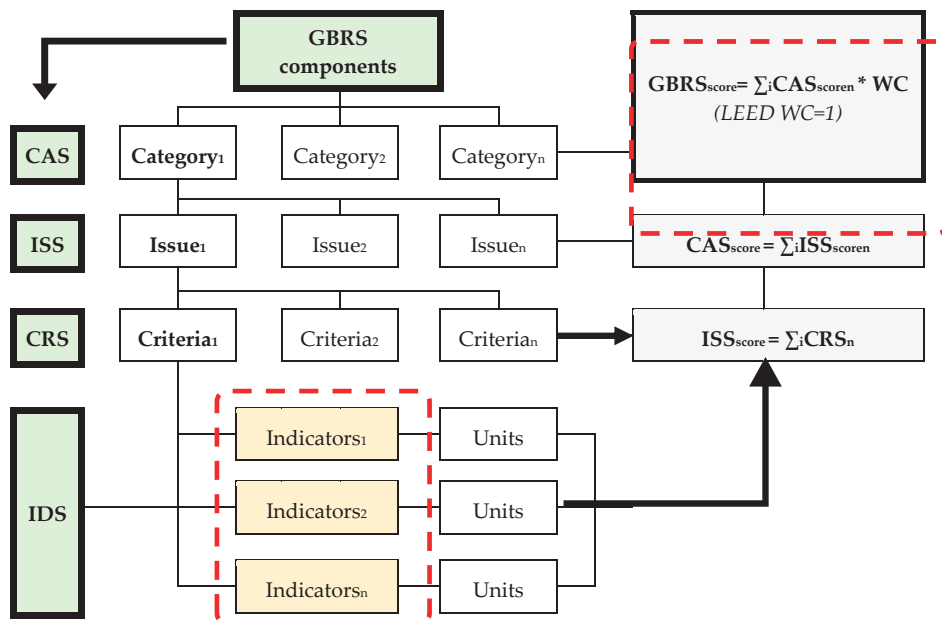 GBRS
components
GBRSscore= ∑iCASscoren * WC
(LEED WC=1)
CAS
Category1
Category2
Categoryn
ISS
Issue1
Issue2
Issuen
CASscore = ∑iISSscoren
CRS
Criteria1
Criteria2
Criterian
ISSscore = ∑iCRSn
Indicators1
Units
IDS
Indicators2
Units
Indicatorsn
Units